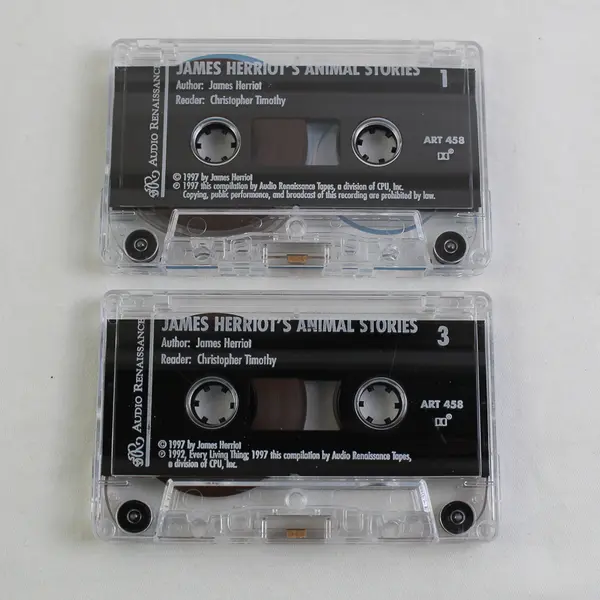 JAMES HERRIOT'S ANIMAL STORIES
1
Author: James Herriot
Reader: Christopher Timothy
AUDIO RENAISSANCE
ART 458
© 1997 by James Herriot
℗ 1997 this compilation by Audio Renaissance Tapes, a division of CPU, Inc.
Copying, public performance, and broadcast of this recording are prohibited by law.
JAMES HERRIOT'S ANIMAL STORIES
3
Author: James Herriot
Reader: Christopher Timothy
AUDIO RENAISSANCE
ART 458
© 1997 by James Herriot
℗ 1992, Every Living Thing; 1997 this compilation by Audio Renaissance Tapes,
a division of CPU, Inc.